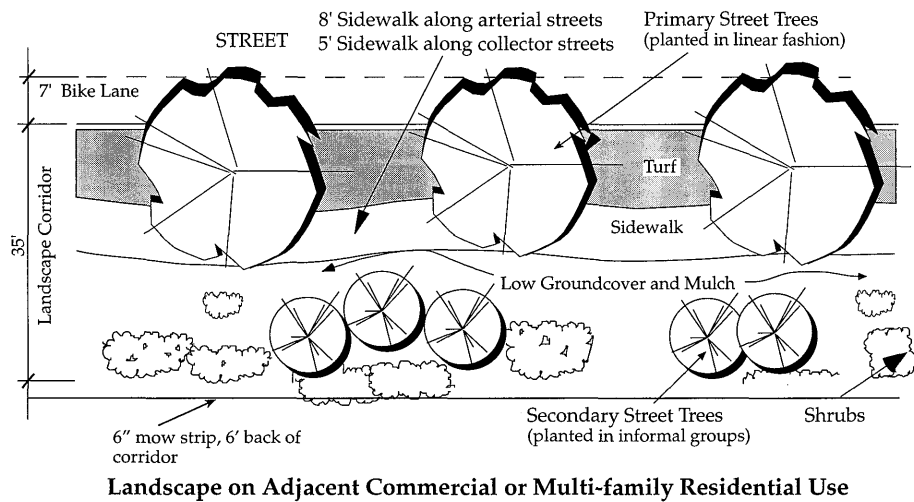 STREET
8' Sidewalk along arterial streets
5' Sidewalk along collector streets
Primary Street Trees
(planted in linear fashion)
7' Bike Lane
Turf
Sidewalk
35'
Landscape Corridor
Low Groundcover and Mulch
6" mow strip, 6' back of
corridor
Secondary Street Trees
(planted in informal groups)
Shrubs
Landscape on Adjacent Commercial or Multi-family Residential Use